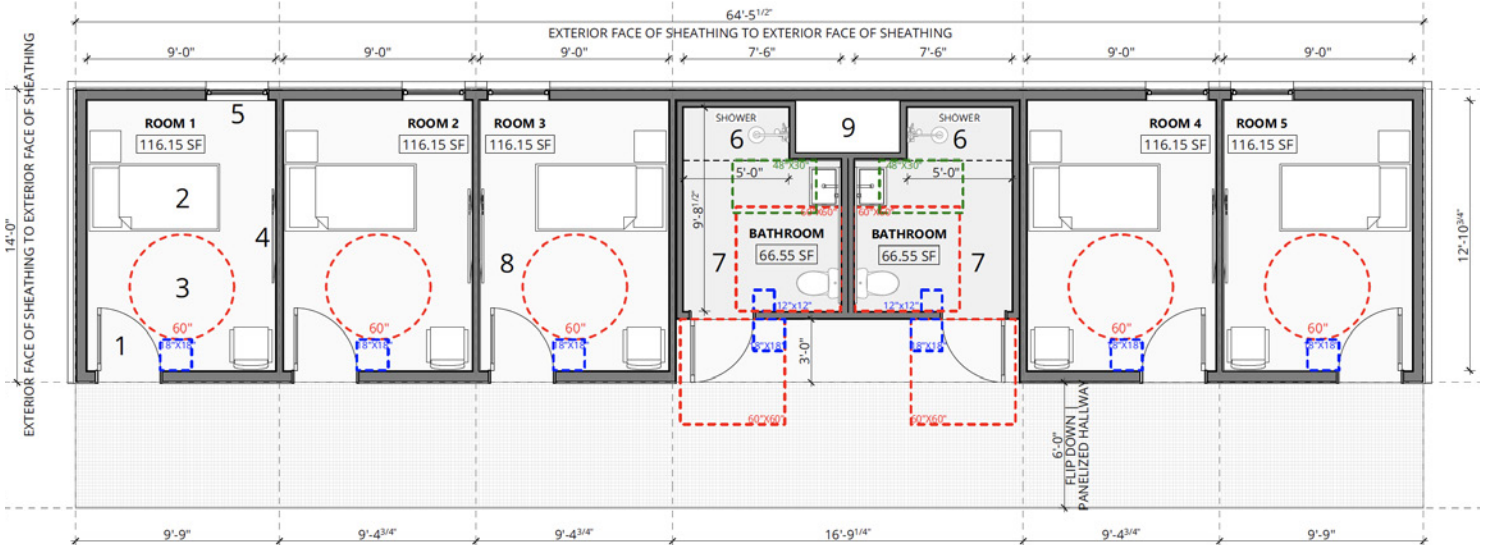 64'-5 1/2"
EXTERIOR FACE OF SHEATHING TO EXTERIOR FACE OF SHEATHING
9'-0" 9'-0" 9'-0" 7'-6" 7'-6" 9'-0" 9'-0"
EXTERIOR FACE OF SHEATHING TO EXTERIOR FACE OF SHEATHING
14'-0"
ROOM 1
116.15 SF
5
2
4
3
60"
18"X18"
1
ROOM 2
116.15 SF
60"
18"X18"
ROOM 3
116.15 SF
8
60"
18"X18"
SHOWER
6
48"X30"
5'-0"
9'-8 1/2"
60"X60"
BATHROOM
66.55 SF
7
12"x12"
18"X18"
60"X60"
9
3'-0"
SHOWER
6
48"X30"
5'-0"
60"X60"
BATHROOM
66.55 SF
7
12"x12"
18"X18"
60"X60"
ROOM 4
116.15 SF
60"
18"X18"
ROOM 5
116.15 SF
60"
18"X18"
12'-10 3/4"
6'-0"
FLIP DOWN |
PANELIZED HALLWAY
9'-9" 9'-4 3/4" 9'-4 3/4" 16'-9 1/4" 9'-4 3/4" 9'-9"